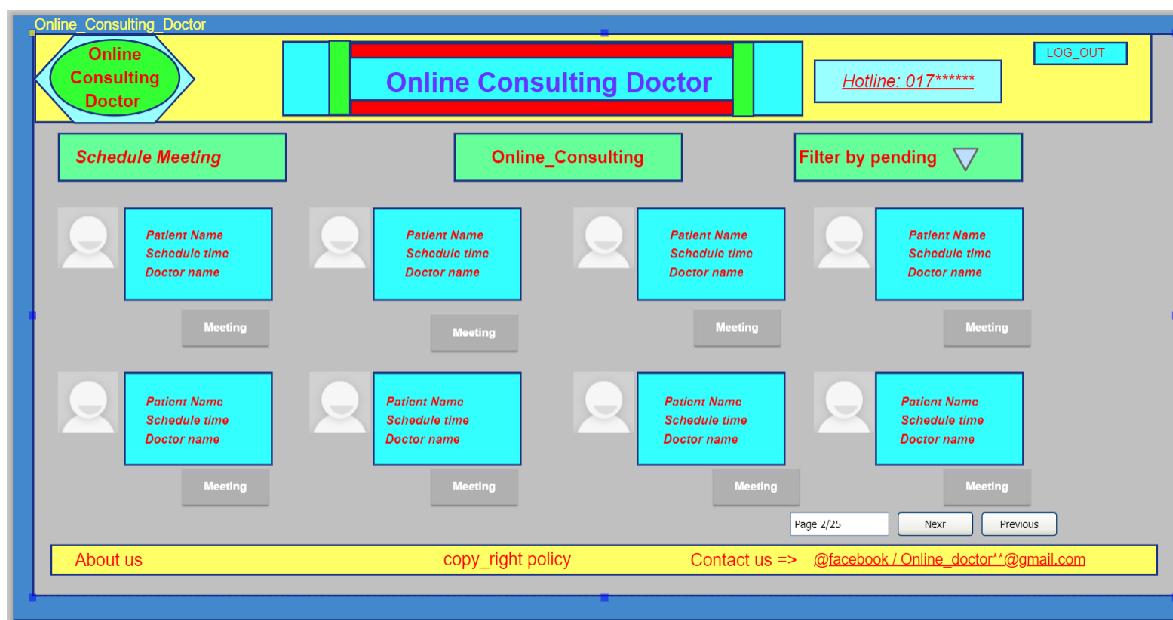 Online_Consulting_Doctor
Online
Consulting
Doctor
Online Consulting Doctor
Hotline: 017******
LOG_OUT
Schedule Meeting
Online_Consulting
Filter by pending
Patient Name
Schedule time
Doctor name
Patient Name
Schedule time
Doctor name
Patient Name
Schedule time
Doctor name
Patient Name
Schedule time
Doctor name
Meeting
Meeting
Meeting
Meeting
Patient Name
Schedule time
Doctor name
Patient Name
Schedule time
Doctor name
Patient Name
Schedule time
Doctor name
Patient Name
Schedule time
Doctor name
Meeting
Meeting
Meeting
Meeting
Page 2/25
Nexr
Previous
About us
copy_right policy
Contact us => @facebook / Online_doctor**@gmail.com